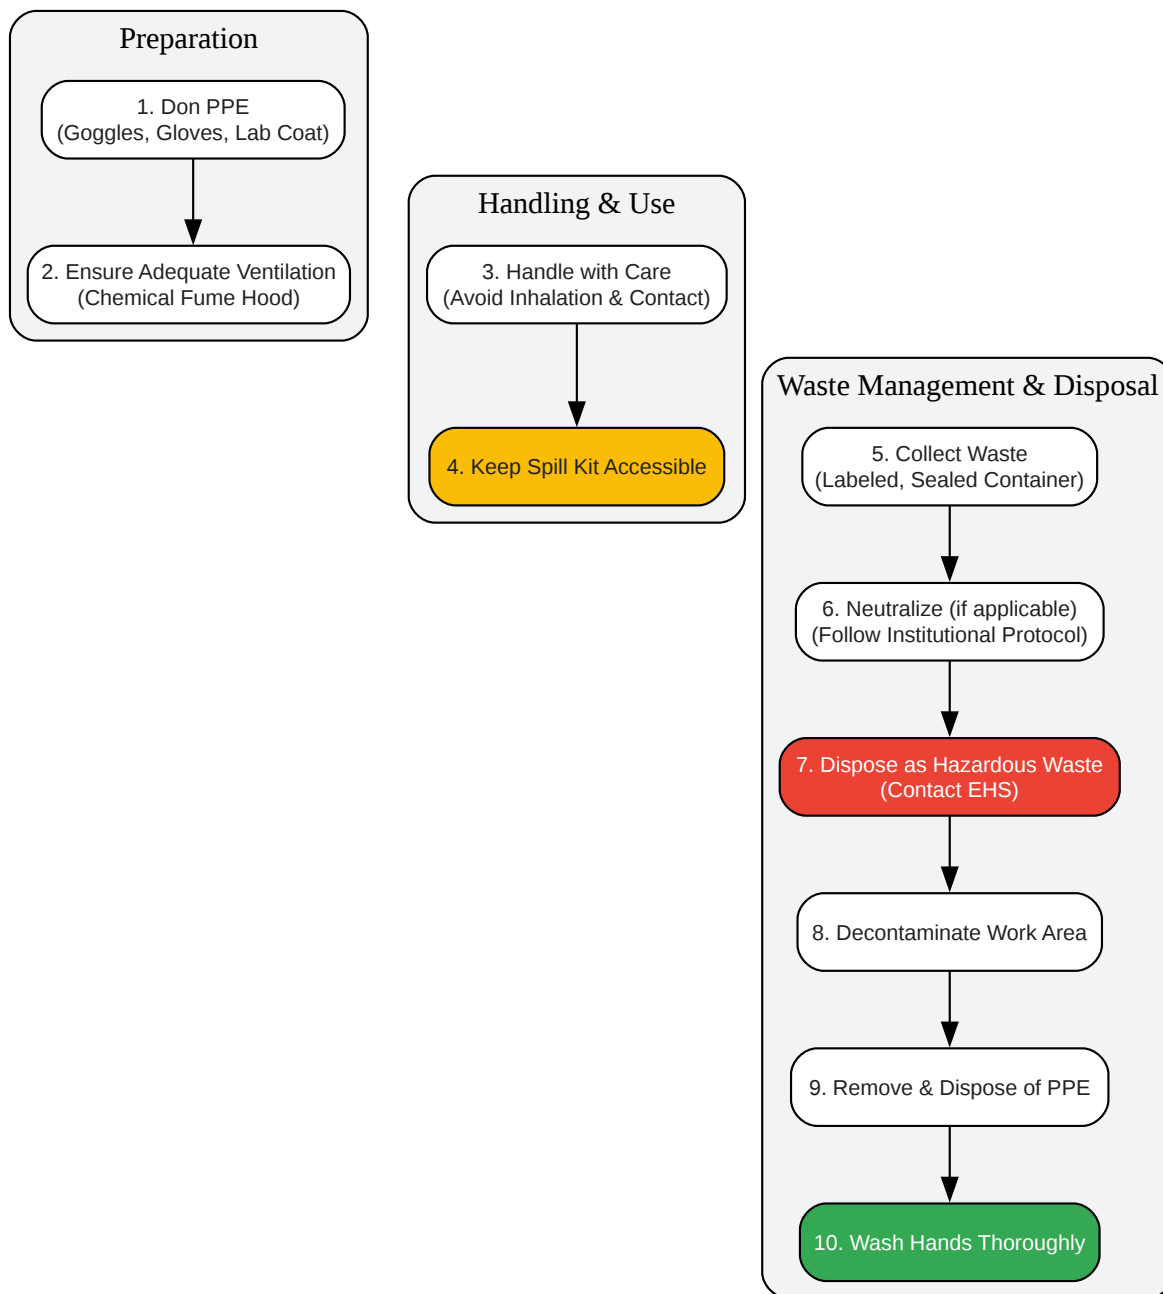 Preparation
1. Don PPE
(Goggles, Gloves, Lab Coat)
2. Ensure Adequate Ventilation
(Chemical Fume Hood)
Handling & Use
3. Handle with Care
(Avoid Inhalation & Contact)
4. Keep Spill Kit Accessible
Waste Management & Disposal
5. Collect Waste
(Labeled, Sealed Container)
6. Neutralize (if applicable)
(Follow Institutional Protocol)
7. Dispose as Hazardous Waste
(Contact EHS)
8. Decontaminate Work Area
9. Remove & Dispose of PPE
10. Wash Hands Thoroughly